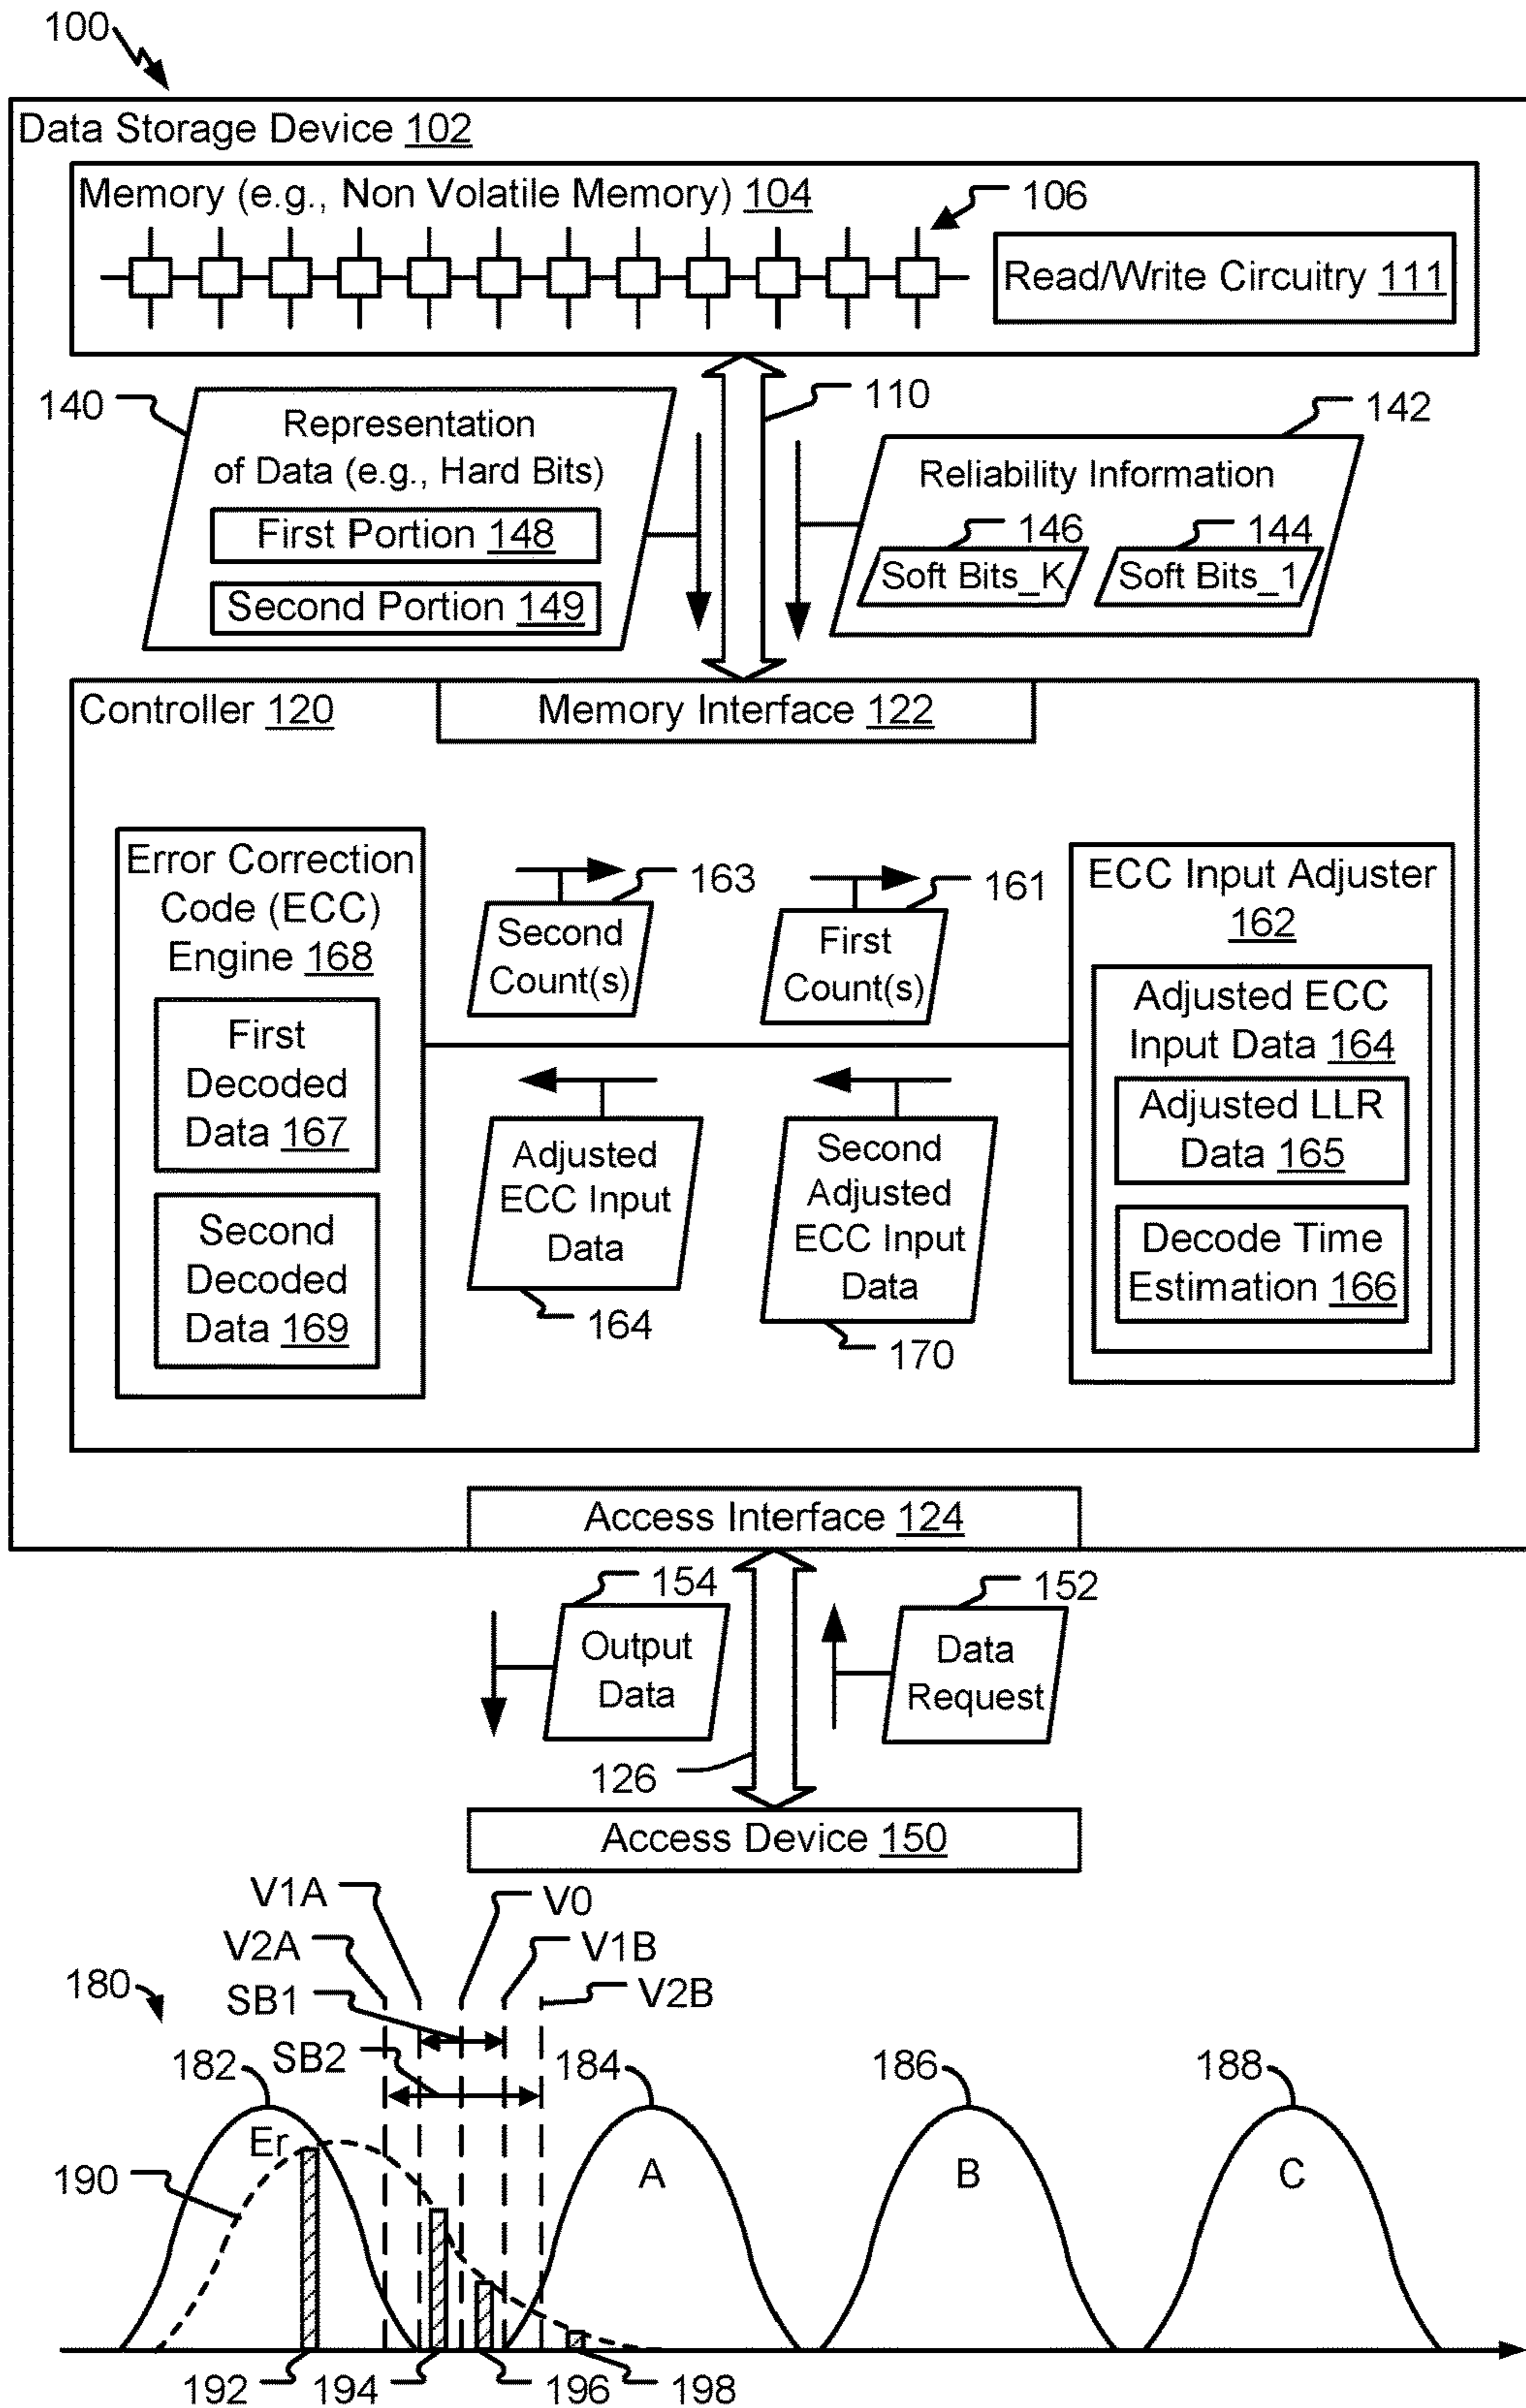 100
Data Storage Device 102
Memory (e.g., Non Volatile Memory) 104
106
Read/Write Circuitry 111
140
Representation
of Data (e.g., Hard Bits)
First Portion 148
Second Portion 149
110
142
Reliability Information
146
144
Soft Bits_K
Soft Bits_1
Controller 120
Memory Interface 122
Error Correction
Code (ECC)
Engine 168
First
Decoded
Data 167
Second
Decoded
Data 169
163
Second
Count(s)
161
First
Count(s)
Adjusted
ECC Input
Data
164
Second
Adjusted
ECC Input
Data
170
ECC Input Adjuster
162
Adjusted ECC
Input Data 164
Adjusted LLR
Data 165
Decode Time
Estimation 166
Access Interface 124
154
Output
Data
152
Data
Request
126
Access Device 150
V1A
V0
V2A
V1B
180
SB1
V2B
SB2
182
184
186
188
Er
190
A
B
C
192
194
196
198